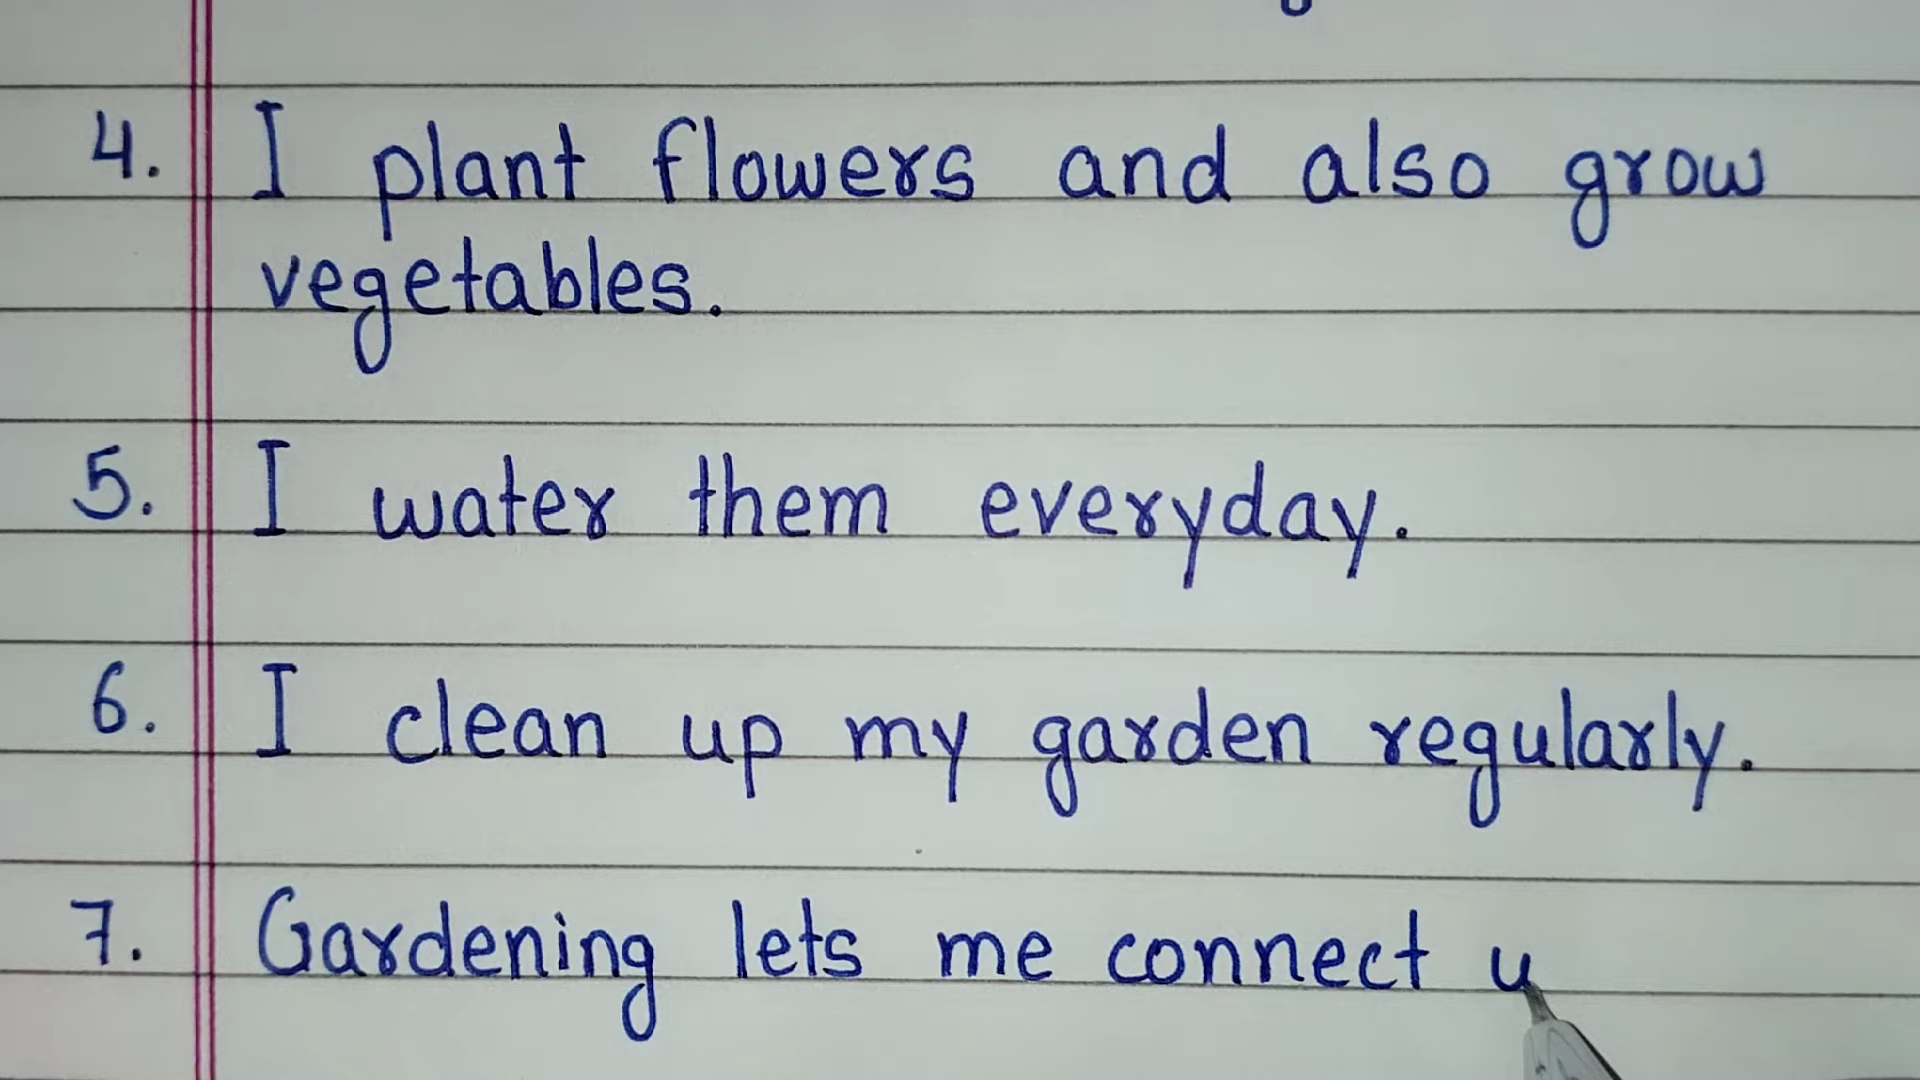 4. I plant flowers and also grow
vegetables.
5. I water them everyday.
6. I clean up my garden regularly.
7. Gardening lets me connect